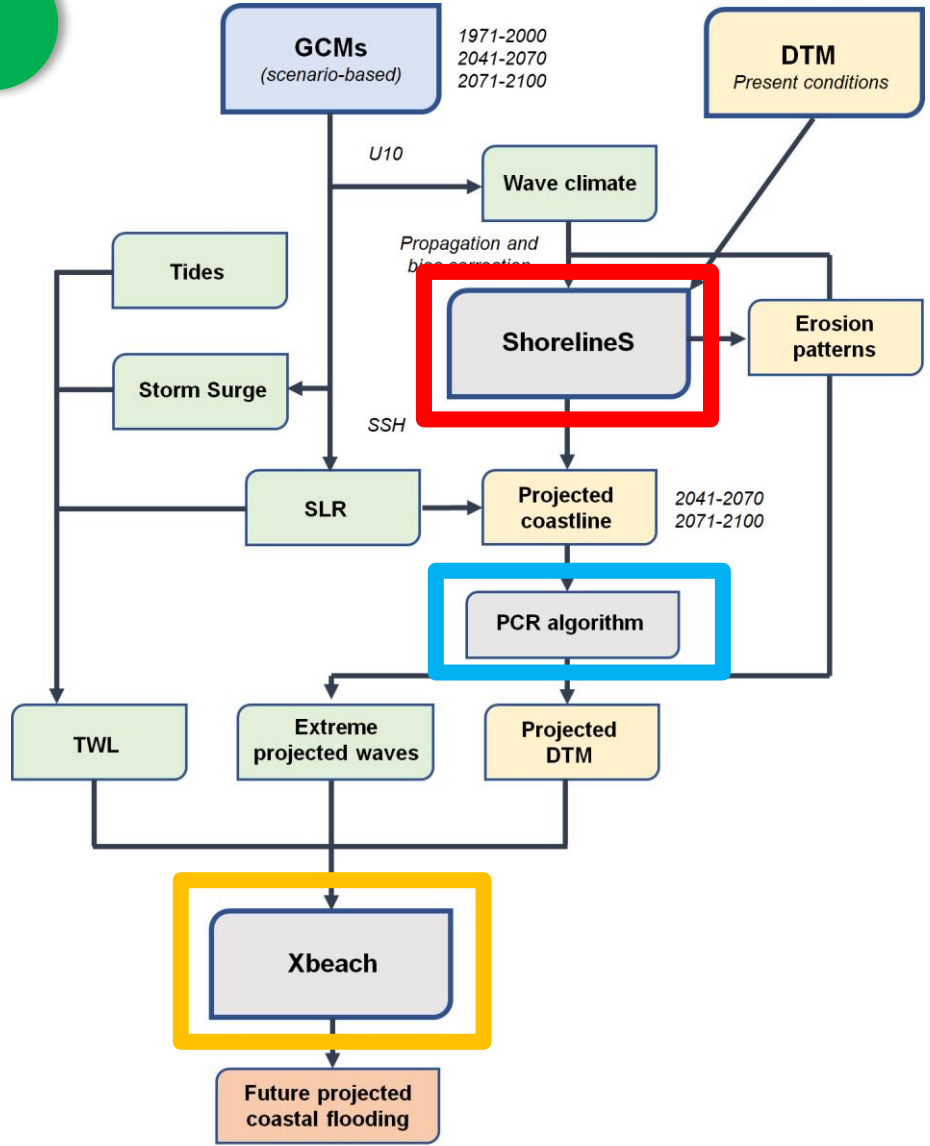 GCMs
(scenario-based)
1971-2000
2041-2070
2071-2100
DTM
Present conditions
U10
Wave climate
Propagation and
bias correction
Tides
ShorelineS
Erosion
patterns
Storm Surge
SSH
SLR
Projected
coastline
2041-2070
2071-2100
PCR algorithm
TWL
Extreme
projected waves
Projected
DTM
Xbeach
Future projected
coastal flooding